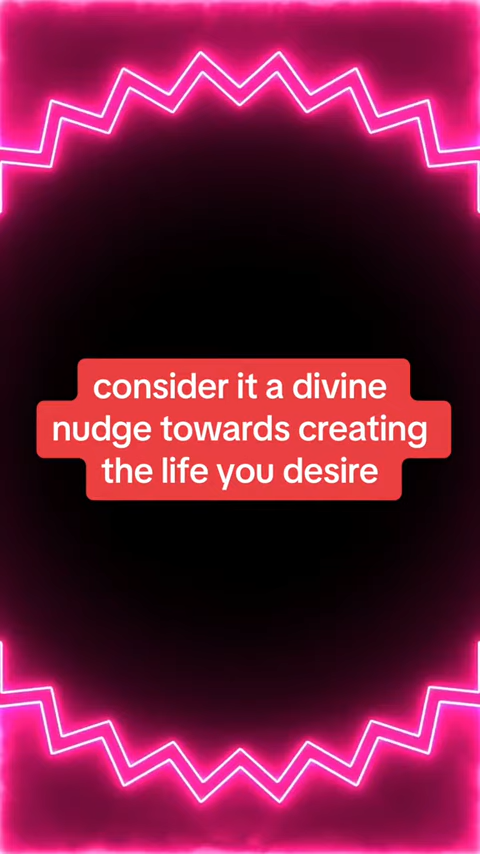 consider it a divine
nudge towards creating
the life you desire